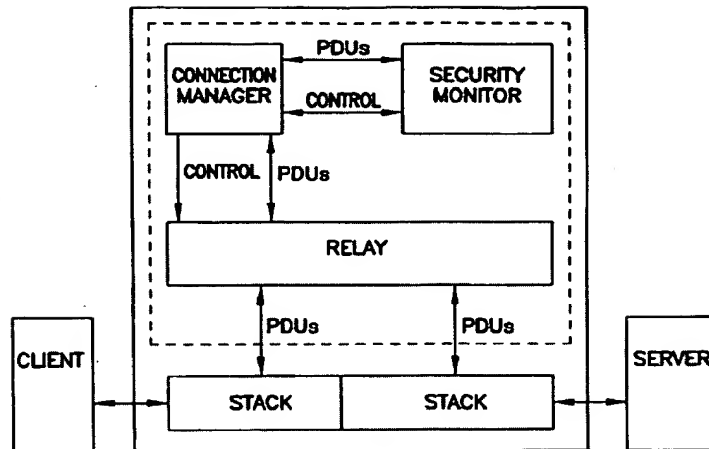 PDUs
CONNECTION
MANAGER
SECURITY
MONITOR
CONTROL
CONTROL
PDUs
RELAY
PDUs
PDUs
CLIENT
SERVER
STACK
STACK